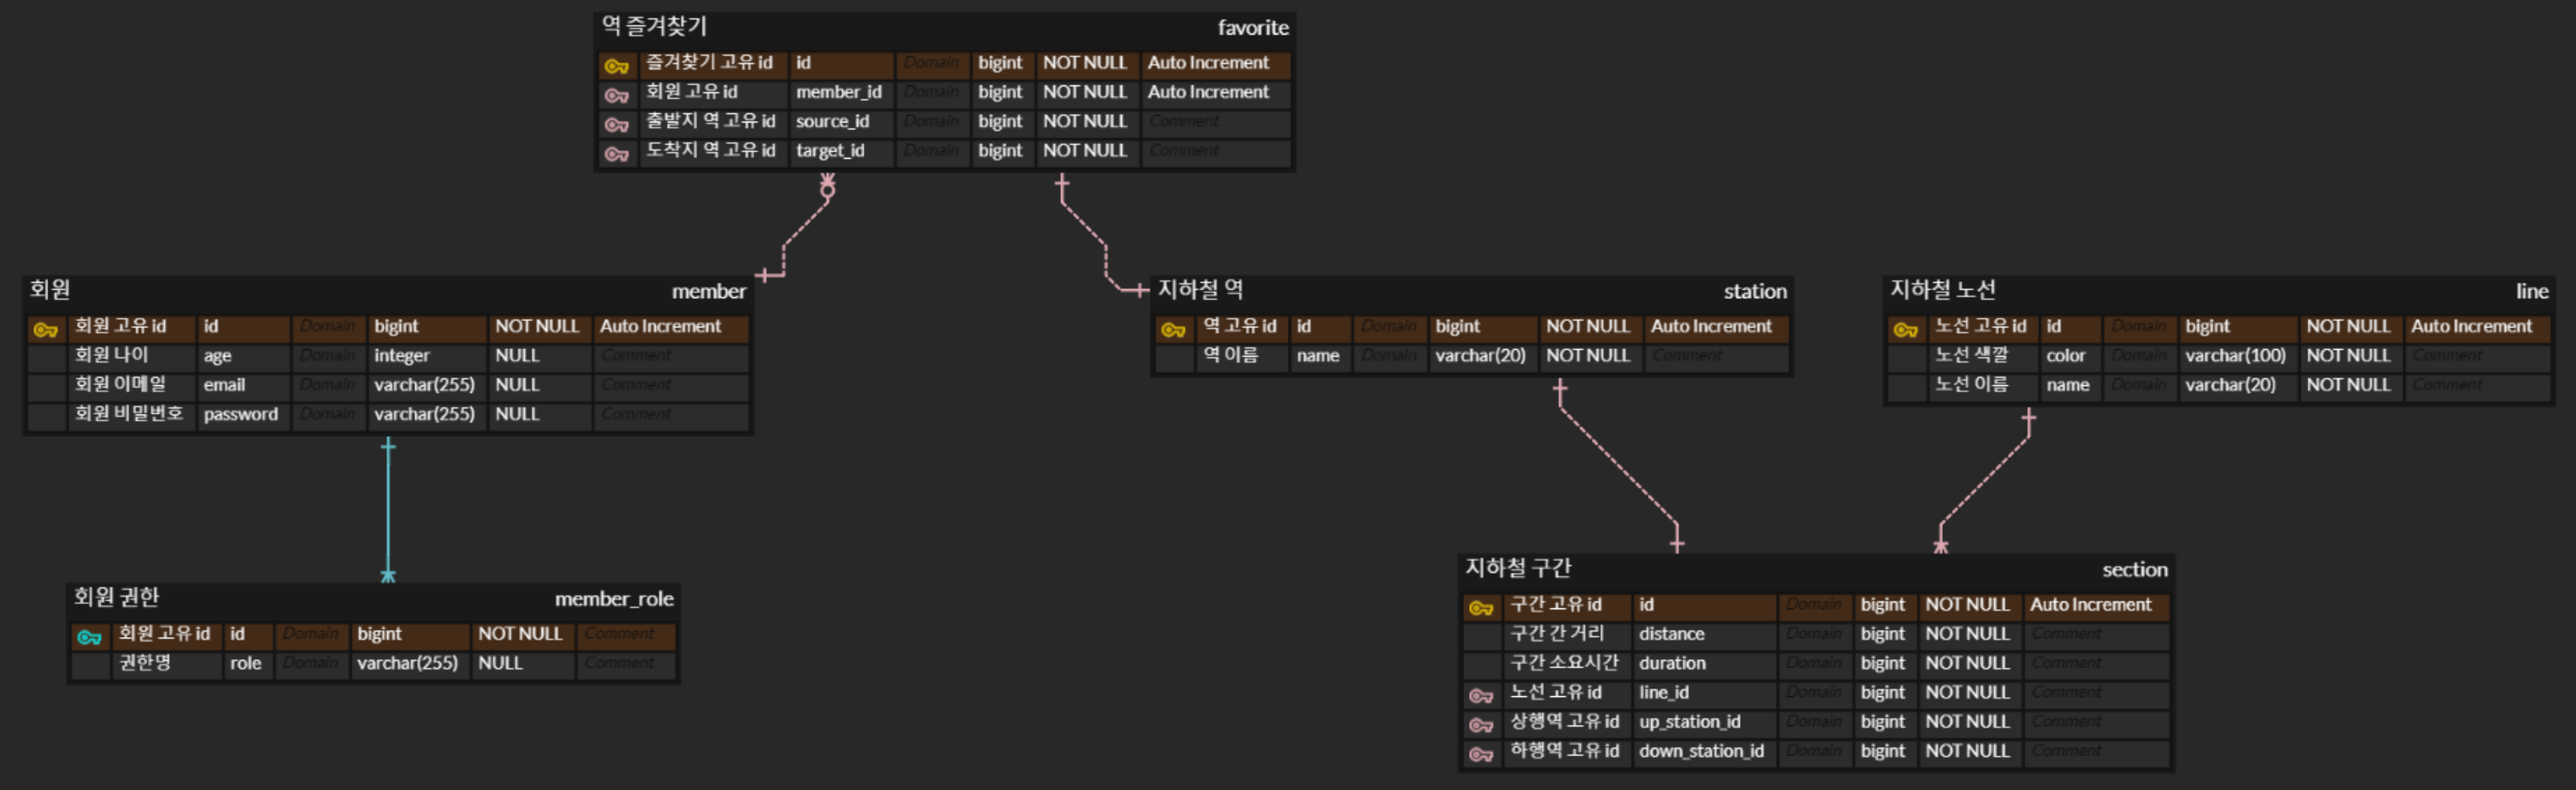 역 즐겨찾기 favorite
즐겨찾기 고유 id id Domain bigint NOT NULL Auto Increment
회원 고유 id member_id Domain bigint NOT NULL Auto Increment
출발지 역 고유 id source_id Domain bigint NOT NULL Comment
도착지 역 고유 id target_id Domain bigint NOT NULL Comment
회원 member
회원 고유 id id Domain bigint NOT NULL Auto Increment
회원 나이 age Domain integer NULL Comment
회원 이메일 email Domain varchar(255) NULL Comment
회원 비밀번호 password Domain varchar(255) NULL Comment
지하철 역 station
역 고유 id id Domain bigint NOT NULL Auto Increment
역 이름 name Domain varchar(20) NOT NULL Comment
지하철 노선 line
노선 고유 id id Domain bigint NOT NULL Auto Increment
노선 색깔 color Domain varchar(100) NOT NULL Comment
노선 이름 name Domain varchar(20) NOT NULL Comment
회원 권한 member_role
회원 고유 id id Domain bigint NOT NULL Comment
권한명 role Domain varchar(255) NULL Comment
지하철 구간 section
구간 고유 id id Domain bigint NOT NULL Auto Increment
구간 간 거리 distance Domain bigint NOT NULL Comment
구간 소요시간 duration Domain bigint NOT NULL Comment
노선 고유 id line_id Domain bigint NOT NULL Comment
상행역 고유 id up_station_id Domain bigint NOT NULL Comment
하행역 고유 id down_station_id Domain bigint NOT NULL Comment